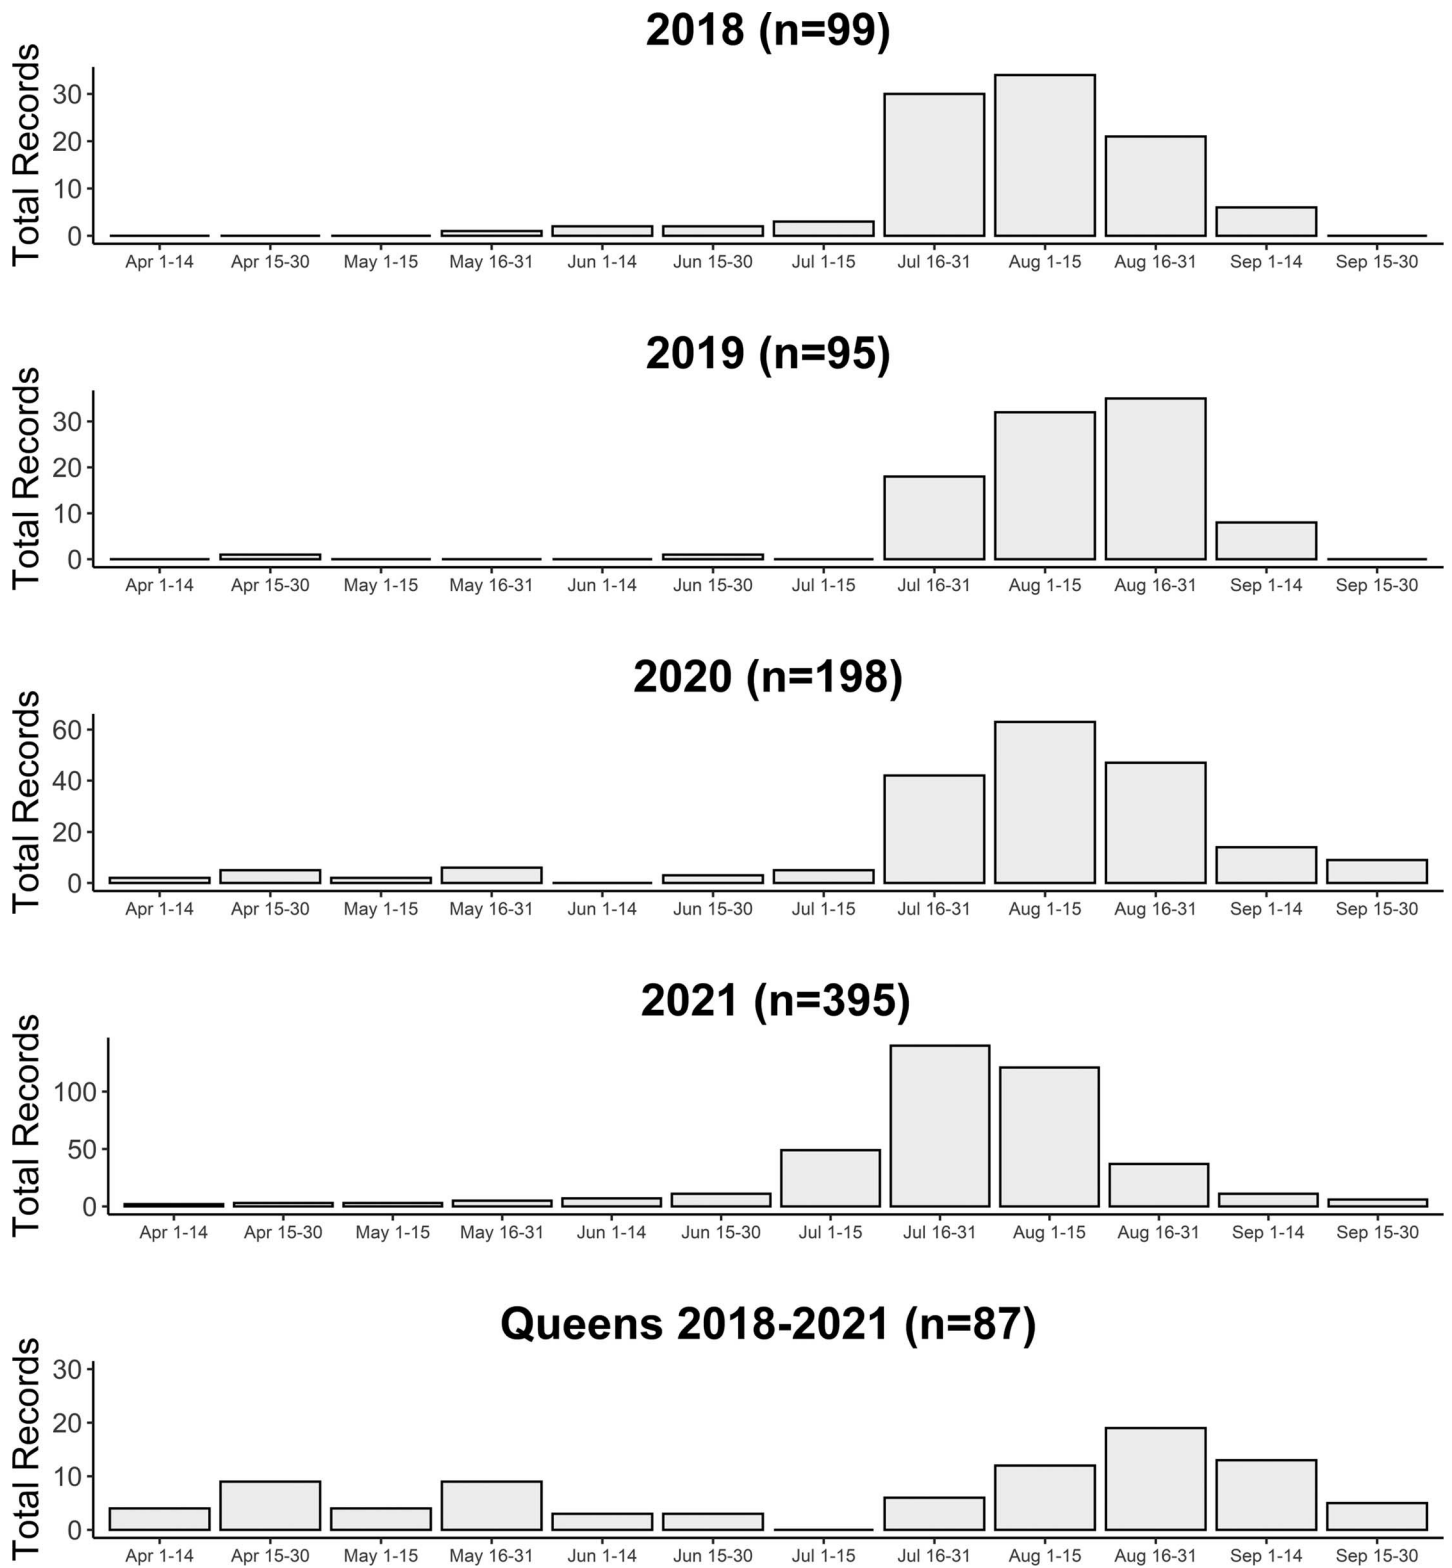 2018 (n=99)
Total Records
30
20
10
0
Apr 1-14 Apr 15-30 May 1-15 May 16-31 Jun 1-14 Jun 15-30 Jul 1-15 Jul 16-31 Aug 1-15 Aug 16-31 Sep 1-14 Sep 15-30
2019 (n=95)
Total Records
30
20
10
0
Apr 1-14 Apr 15-30 May 1-15 May 16-31 Jun 1-14 Jun 15-30 Jul 1-15 Jul 16-31 Aug 1-15 Aug 16-31 Sep 1-14 Sep 15-30
2020 (n=198)
Total Records
60
40
20
0
Apr 1-14 Apr 15-30 May 1-15 May 16-31 Jun 1-14 Jun 15-30 Jul 1-15 Jul 16-31 Aug 1-15 Aug 16-31 Sep 1-14 Sep 15-30
2021 (n=395)
Total Records
100
50
0
Apr 1-14 Apr 15-30 May 1-15 May 16-31 Jun 1-14 Jun 15-30 Jul 1-15 Jul 16-31 Aug 1-15 Aug 16-31 Sep 1-14 Sep 15-30
Queens 2018-2021 (n=87)
Total Records
30
20
10
0
Apr 1-14 Apr 15-30 May 1-15 May 16-31 Jun 1-14 Jun 15-30 Jul 1-15 Jul 16-31 Aug 1-15 Aug 16-31 Sep 1-14 Sep 15-30